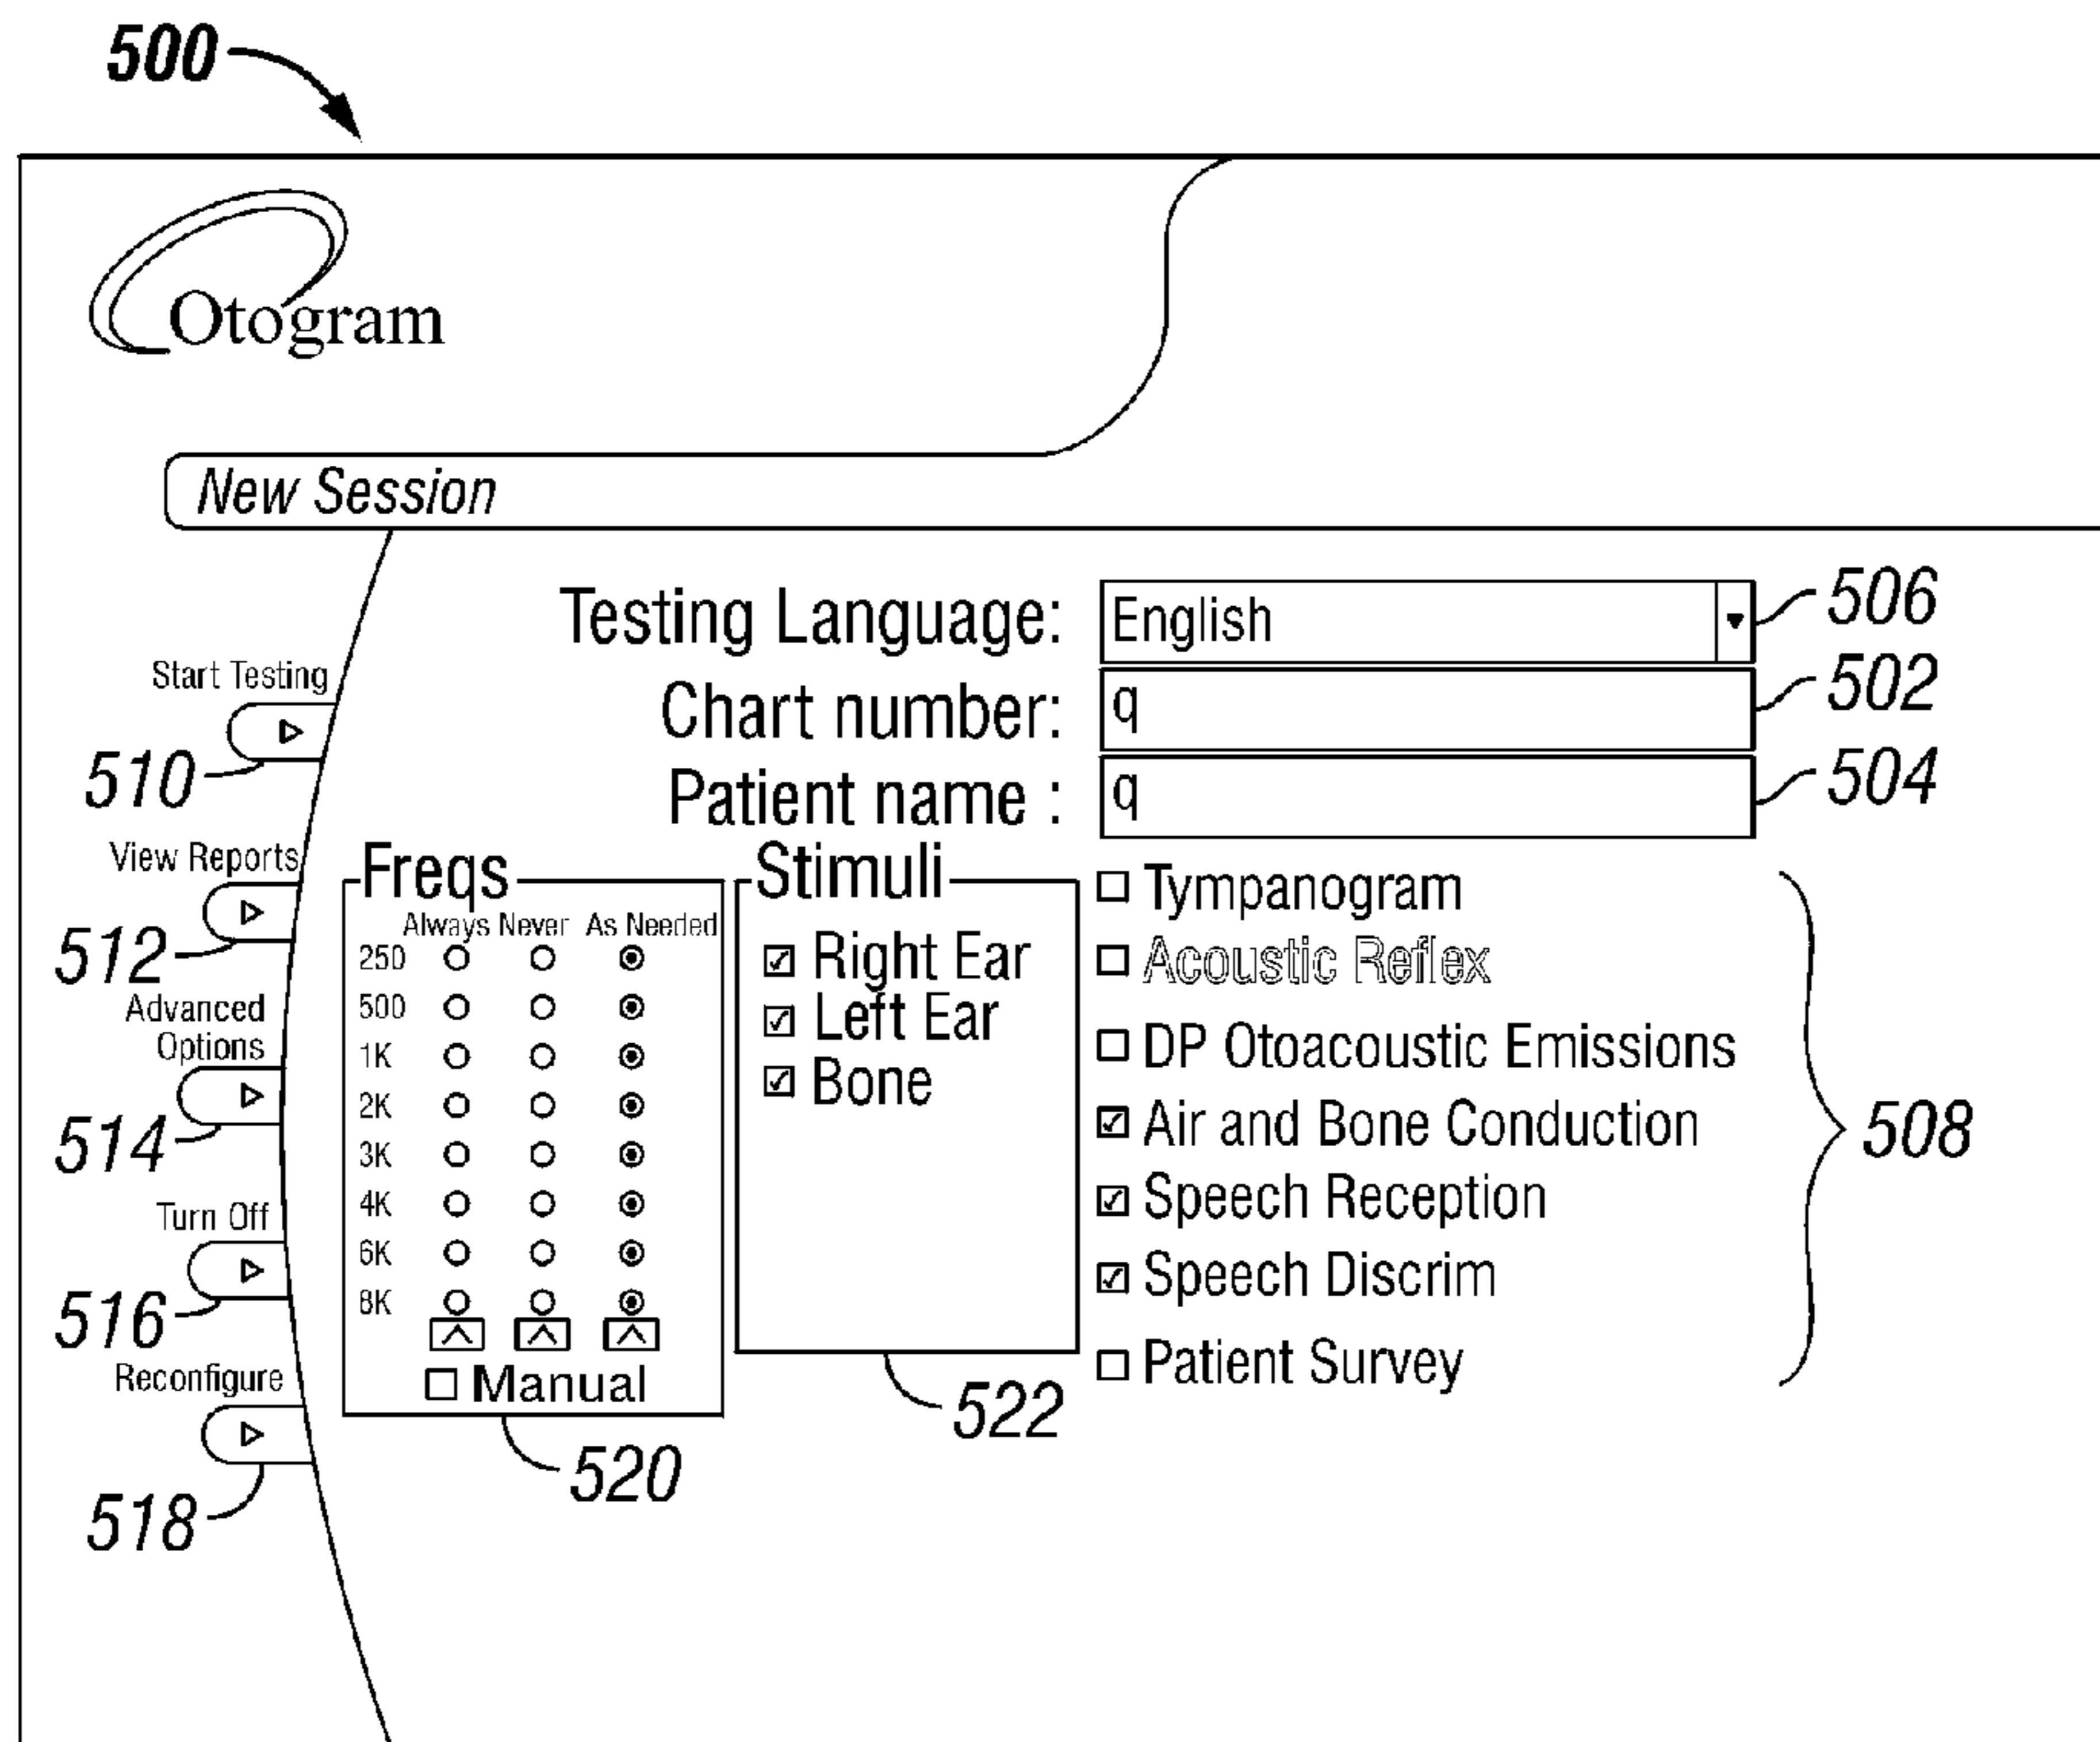 500
Otogram
New Session
Testing Language: English 506
Chart number: q 502
Patient name : q 504
Start Testing
510
View Reports
512
Advanced
Options
514
Turn Off
516
Reconfigure
518
Freqs
Always Never As Needed
250
500
1K
2K
3K
4K
6K
8K
Manual
520
Stimuli
Right Ear
Left Ear
Bone
522
Tympanogram
Acoustic Reflex
DP Otoacoustic Emissions
Air and Bone Conduction
Speech Reception
Speech Discrim
Patient Survey
508